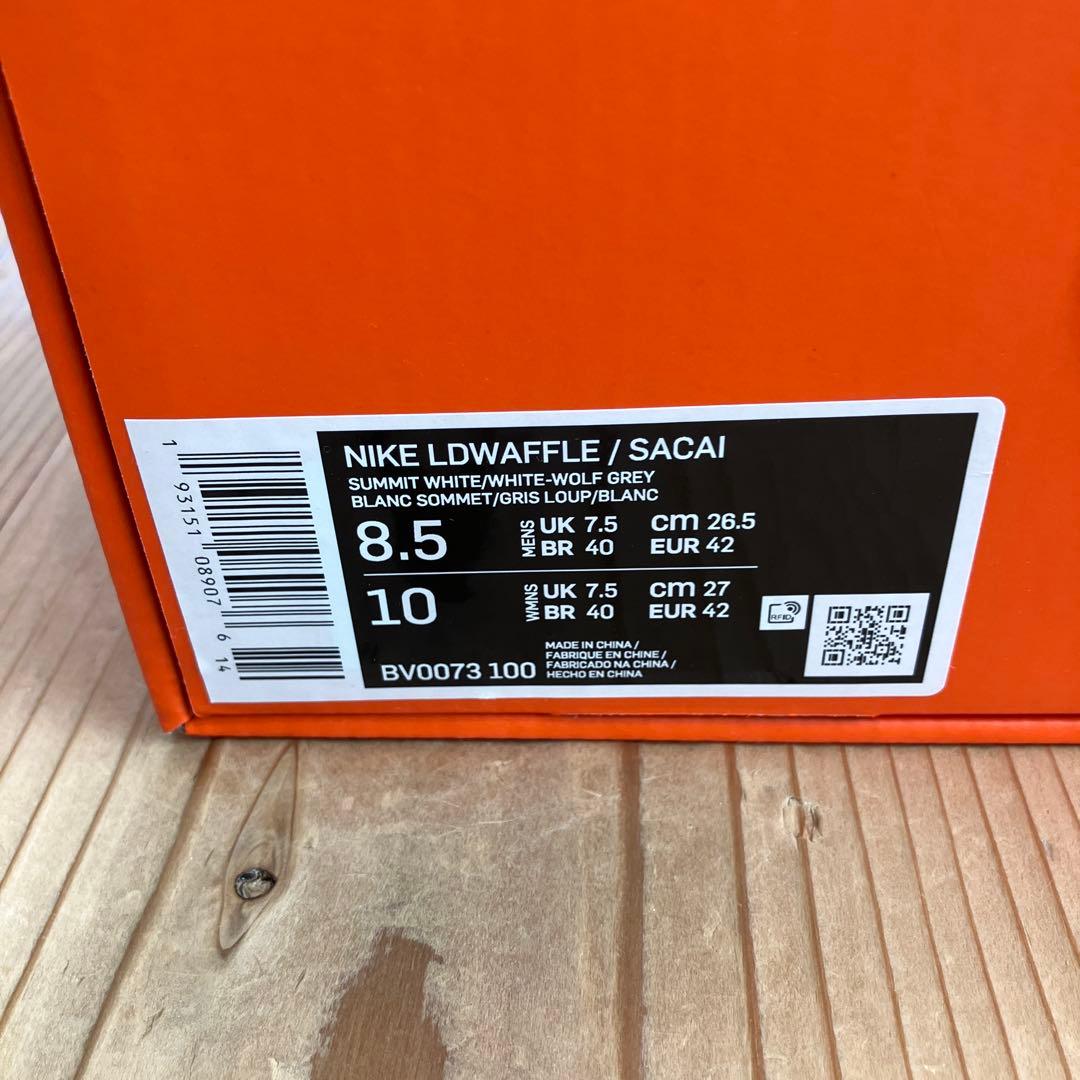 NIKE LDWAFFLE / SACAI
SUMMIT WHITE/WHITE-WOLF GREY
BLANC SOMMET/GRIS LOUP/BLANC
8.5 MENS UK 7.5 cm 26.5
BR 40 EUR 42
10 WMNS UK 7.5 cm 27
BR 40 EUR 42
RFID
BV0073 100
MADE IN CHINA /
FABRIQUE EN CHINE /
FABRICADO NA CHINA /
HECHO EN CHINA
1 93151 08907 6 14